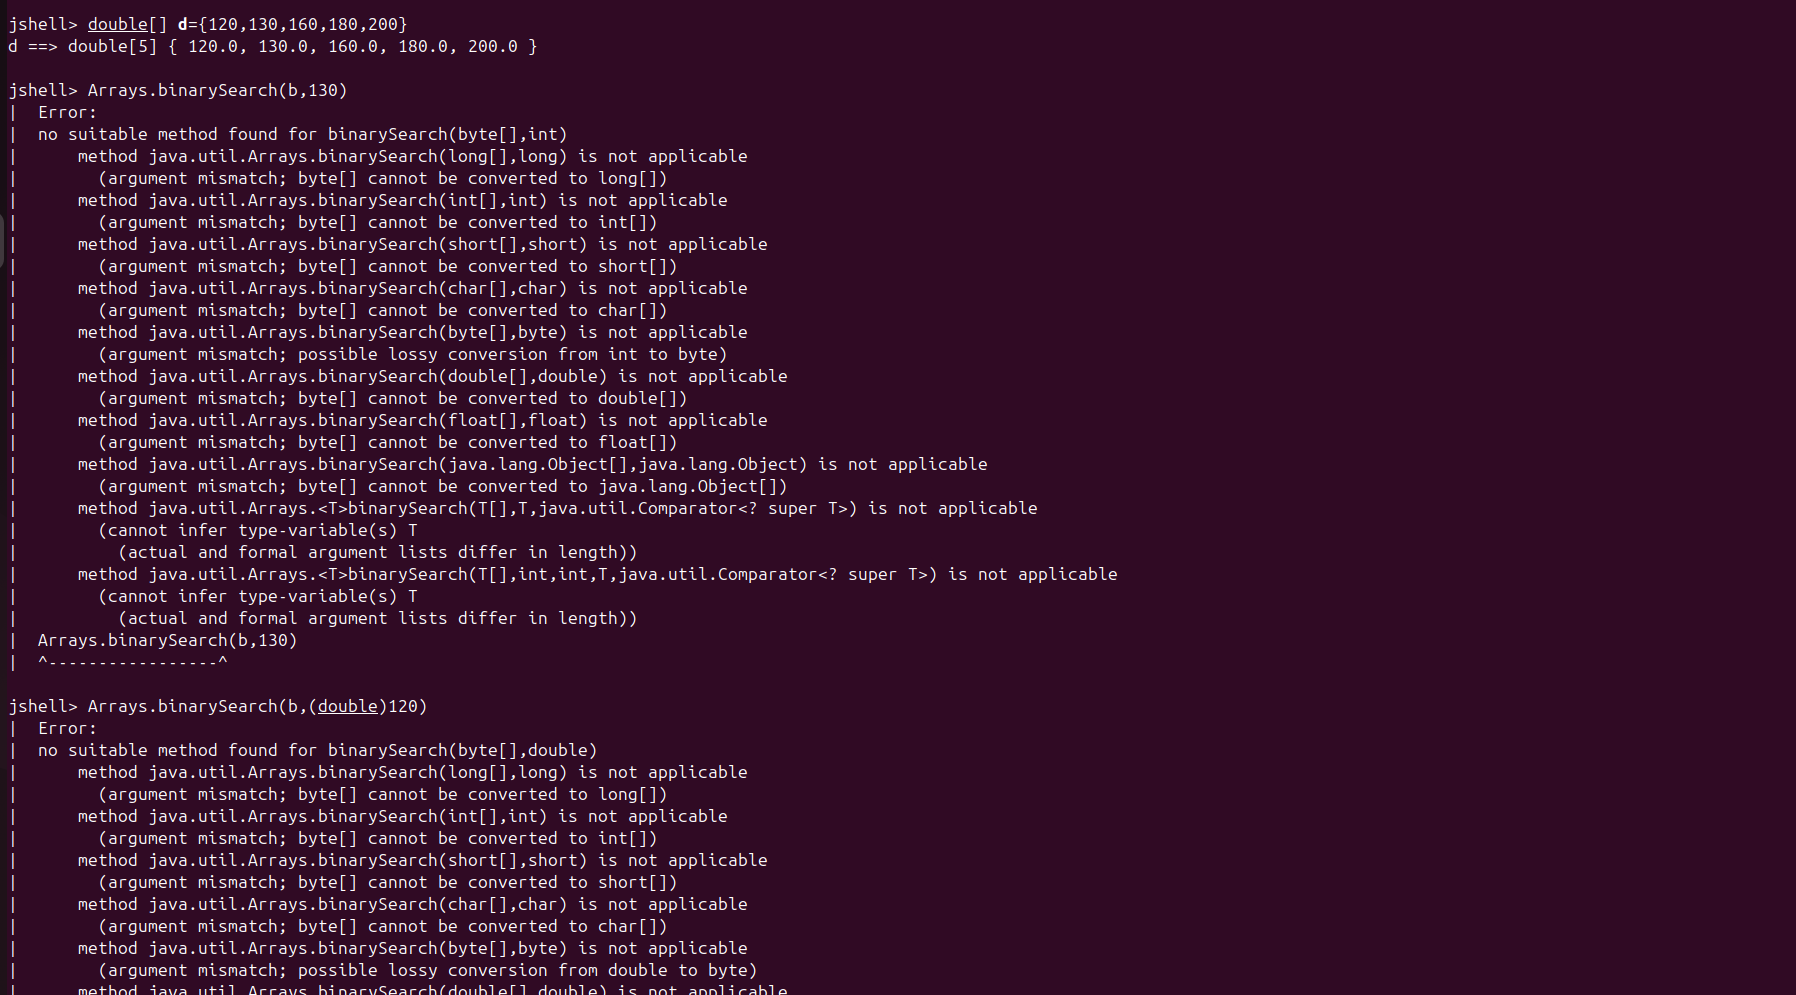 jshell> double[] d={120,130,160,180,200}
d ==> double[5] { 120.0, 130.0, 160.0, 180.0, 200.0 }
jshell> Arrays.binarySearch(b,130)
|  Error:
|  no suitable method found for binarySearch(byte[],int)
|      method java.util.Arrays.binarySearch(long[],long) is not applicable
|        (argument mismatch; byte[] cannot be converted to long[])
|      method java.util.Arrays.binarySearch(int[],int) is not applicable
|        (argument mismatch; byte[] cannot be converted to int[])
|      method java.util.Arrays.binarySearch(short[],short) is not applicable
|        (argument mismatch; byte[] cannot be converted to short[])
|      method java.util.Arrays.binarySearch(char[],char) is not applicable
|        (argument mismatch; byte[] cannot be converted to char[])
|      method java.util.Arrays.binarySearch(byte[],byte) is not applicable
|        (argument mismatch; possible lossy conversion from int to byte)
|      method java.util.Arrays.binarySearch(double[],double) is not applicable
|        (argument mismatch; byte[] cannot be converted to double[])
|      method java.util.Arrays.binarySearch(float[],float) is not applicable
|        (argument mismatch; byte[] cannot be converted to float[])
|      method java.util.Arrays.binarySearch(java.lang.Object[],java.lang.Object) is not applicable
|        (argument mismatch; byte[] cannot be converted to java.lang.Object[])
|      method java.util.Arrays.<T>binarySearch(T[],T,java.util.Comparator<? super T>) is not applicable
|        (cannot infer type-variable(s) T
|          (actual and formal argument lists differ in length))
|      method java.util.Arrays.<T>binarySearch(T[],int,int,T,java.util.Comparator<? super T>) is not applicable
|        (cannot infer type-variable(s) T
|          (actual and formal argument lists differ in length))
|  Arrays.binarySearch(b,130)
|  ^-----------------^
jshell> Arrays.binarySearch(b,(double)120)
|  Error:
|  no suitable method found for binarySearch(byte[],double)
|      method java.util.Arrays.binarySearch(long[],long) is not applicable
|        (argument mismatch; byte[] cannot be converted to long[])
|      method java.util.Arrays.binarySearch(int[],int) is not applicable
|        (argument mismatch; byte[] cannot be converted to int[])
|      method java.util.Arrays.binarySearch(short[],short) is not applicable
|        (argument mismatch; byte[] cannot be converted to short[])
|      method java.util.Arrays.binarySearch(char[],char) is not applicable
|        (argument mismatch; byte[] cannot be converted to char[])
|      method java.util.Arrays.binarySearch(byte[],byte) is not applicable
|        (argument mismatch; possible lossy conversion from double to byte)
|      method java.util.Arrays.binarySearch(double[],double) is not applicable